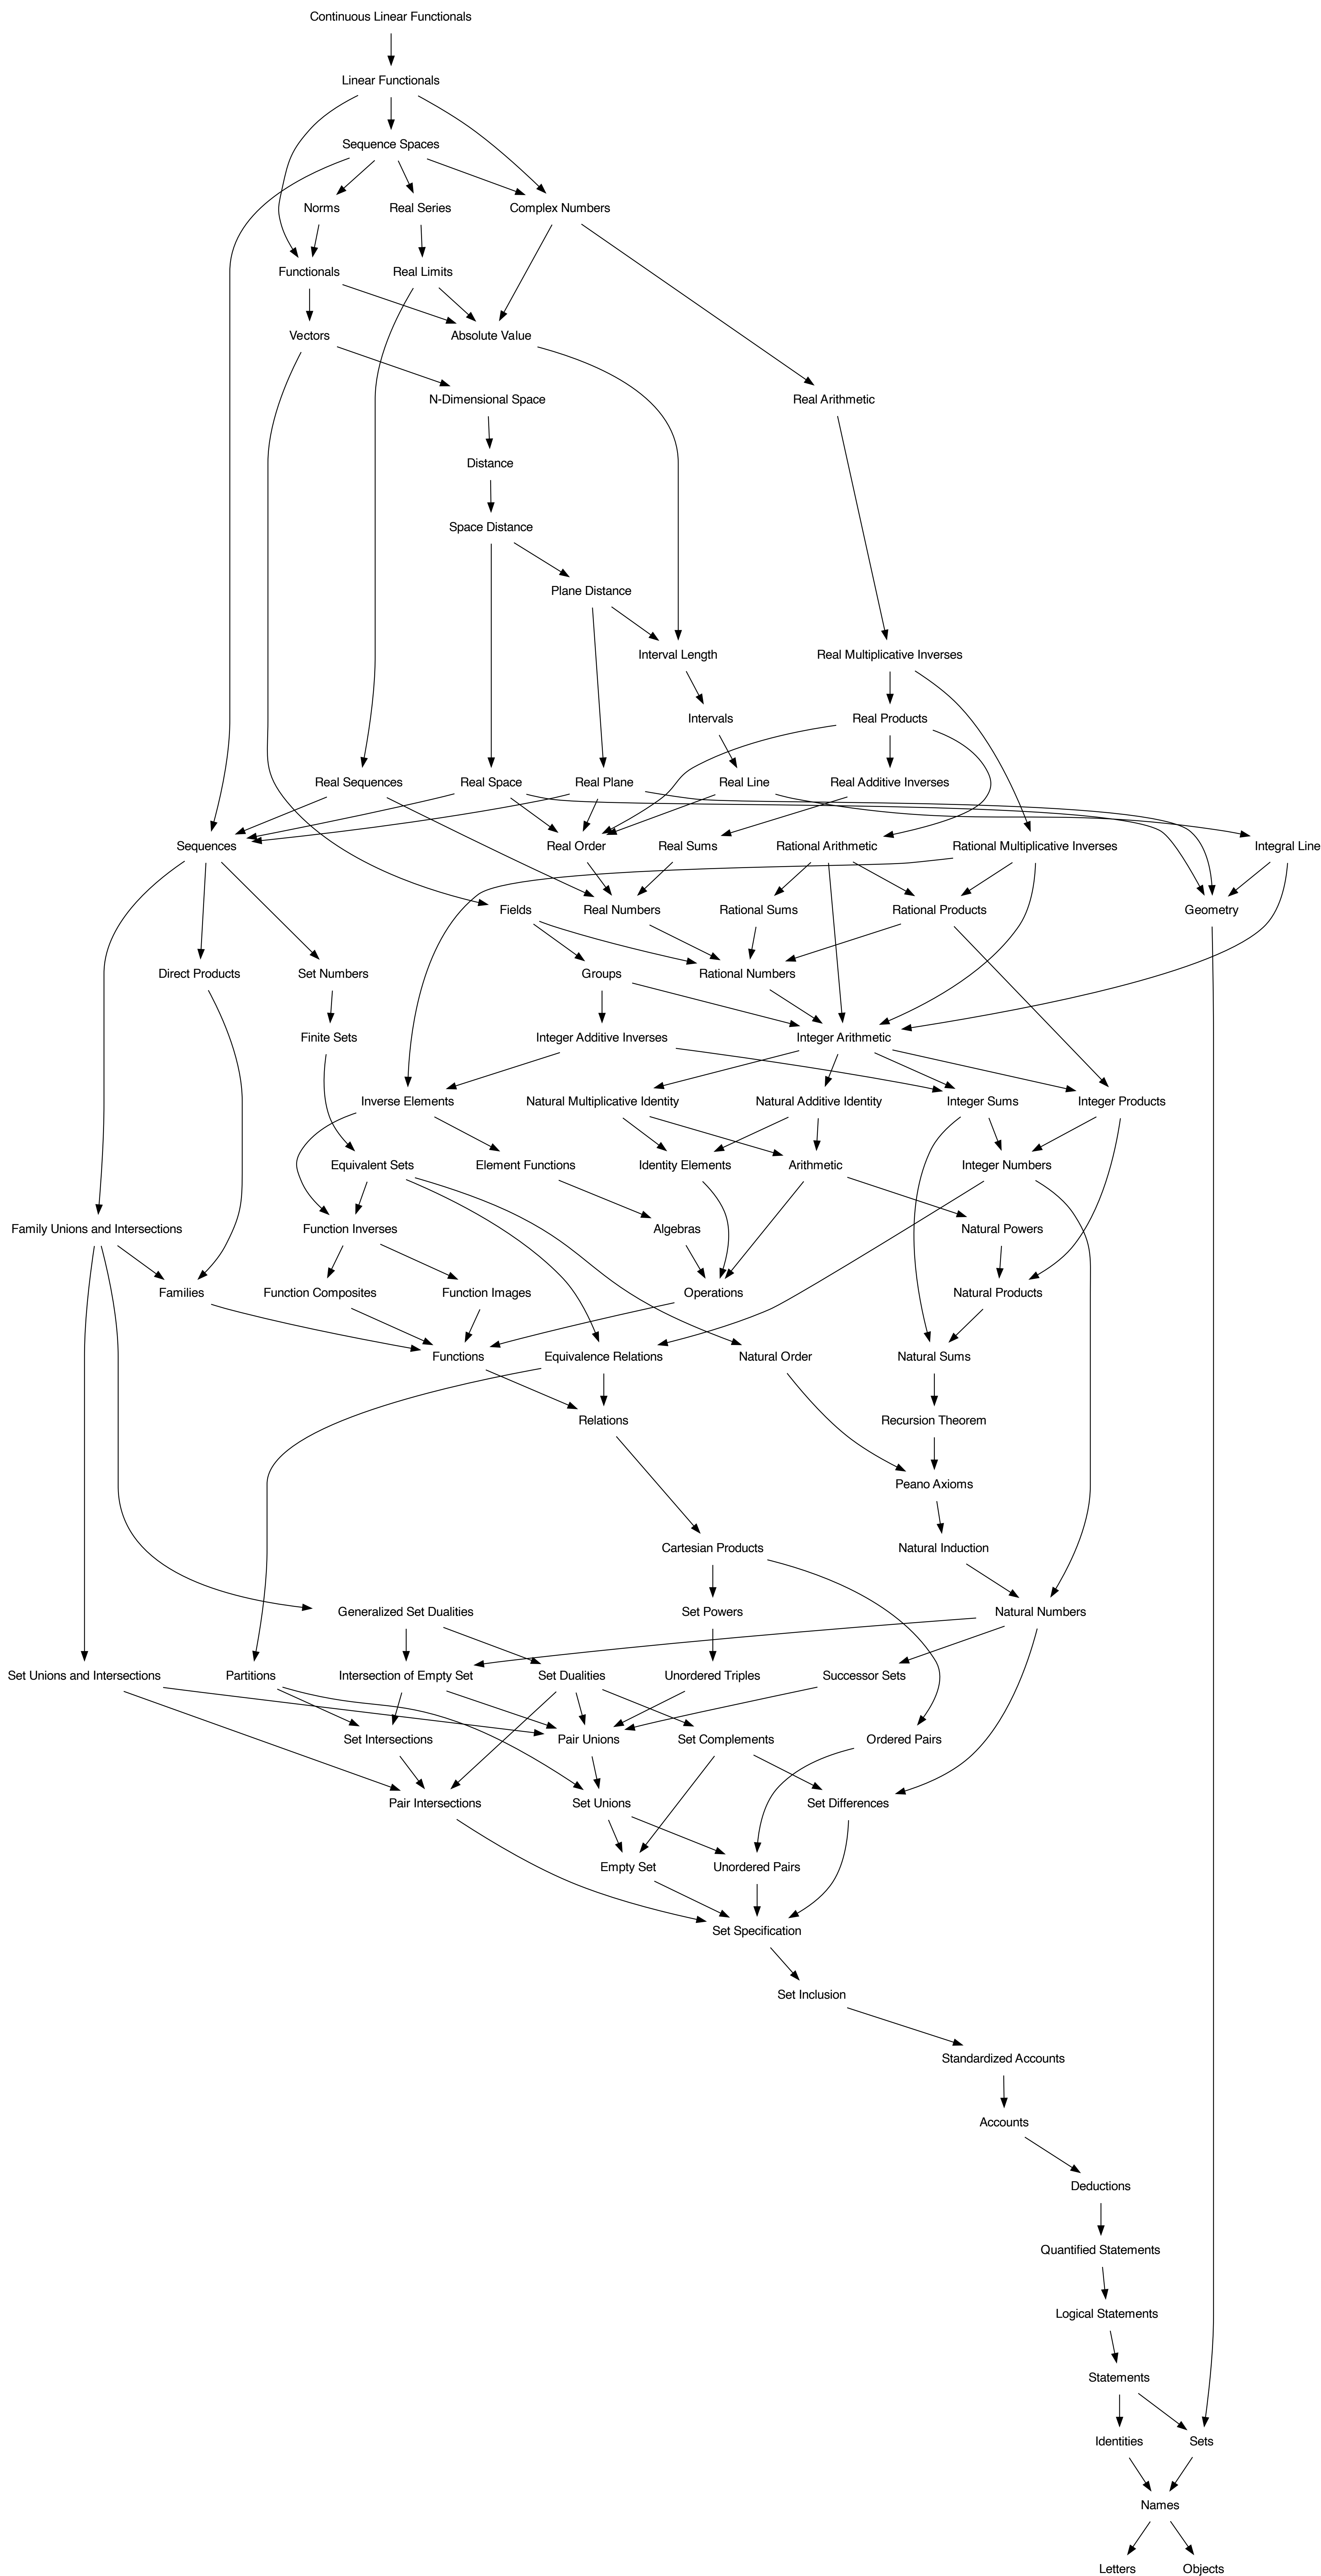 Continuous Linear Functionals
Linear Functionals
Sequence Spaces
Norms
Real Series
Complex Numbers
Functionals
Real Limits
Vectors
Absolute Value
N-Dimensional Space
Real Arithmetic
Distance
Space Distance
Plane Distance
Interval Length
Real Multiplicative Inverses
Intervals
Real Products
Real Sequences
Real Space
Real Plane
Real Line
Real Additive Inverses
Sequences
Real Order
Real Sums
Rational Arithmetic
Rational Multiplicative Inverses
Integral Line
Fields
Real Numbers
Rational Sums
Rational Products
Geometry
Direct Products
Set Numbers
Groups
Rational Numbers
Finite Sets
Integer Additive Inverses
Integer Arithmetic
Inverse Elements
Natural Multiplicative Identity
Natural Additive Identity
Integer Sums
Integer Products
Equivalent Sets
Element Functions
Identity Elements
Arithmetic
Integer Numbers
Family Unions and Intersections
Function Inverses
Algebras
Natural Powers
Families
Function Composites
Function Images
Operations
Natural Products
Functions
Equivalence Relations
Natural Order
Natural Sums
Relations
Recursion Theorem
Peano Axioms
Cartesian Products
Natural Induction
Generalized Set Dualities
Set Powers
Natural Numbers
Set Unions and Intersections
Partitions
Intersection of Empty Set
Set Dualities
Unordered Triples
Successor Sets
Set Intersections
Pair Unions
Set Complements
Ordered Pairs
Pair Intersections
Set Unions
Set Differences
Empty Set
Unordered Pairs
Set Specification
Set Inclusion
Standardized Accounts
Accounts
Deductions
Quantified Statements
Logical Statements
Statements
Identities
Sets
Names
Letters
Objects